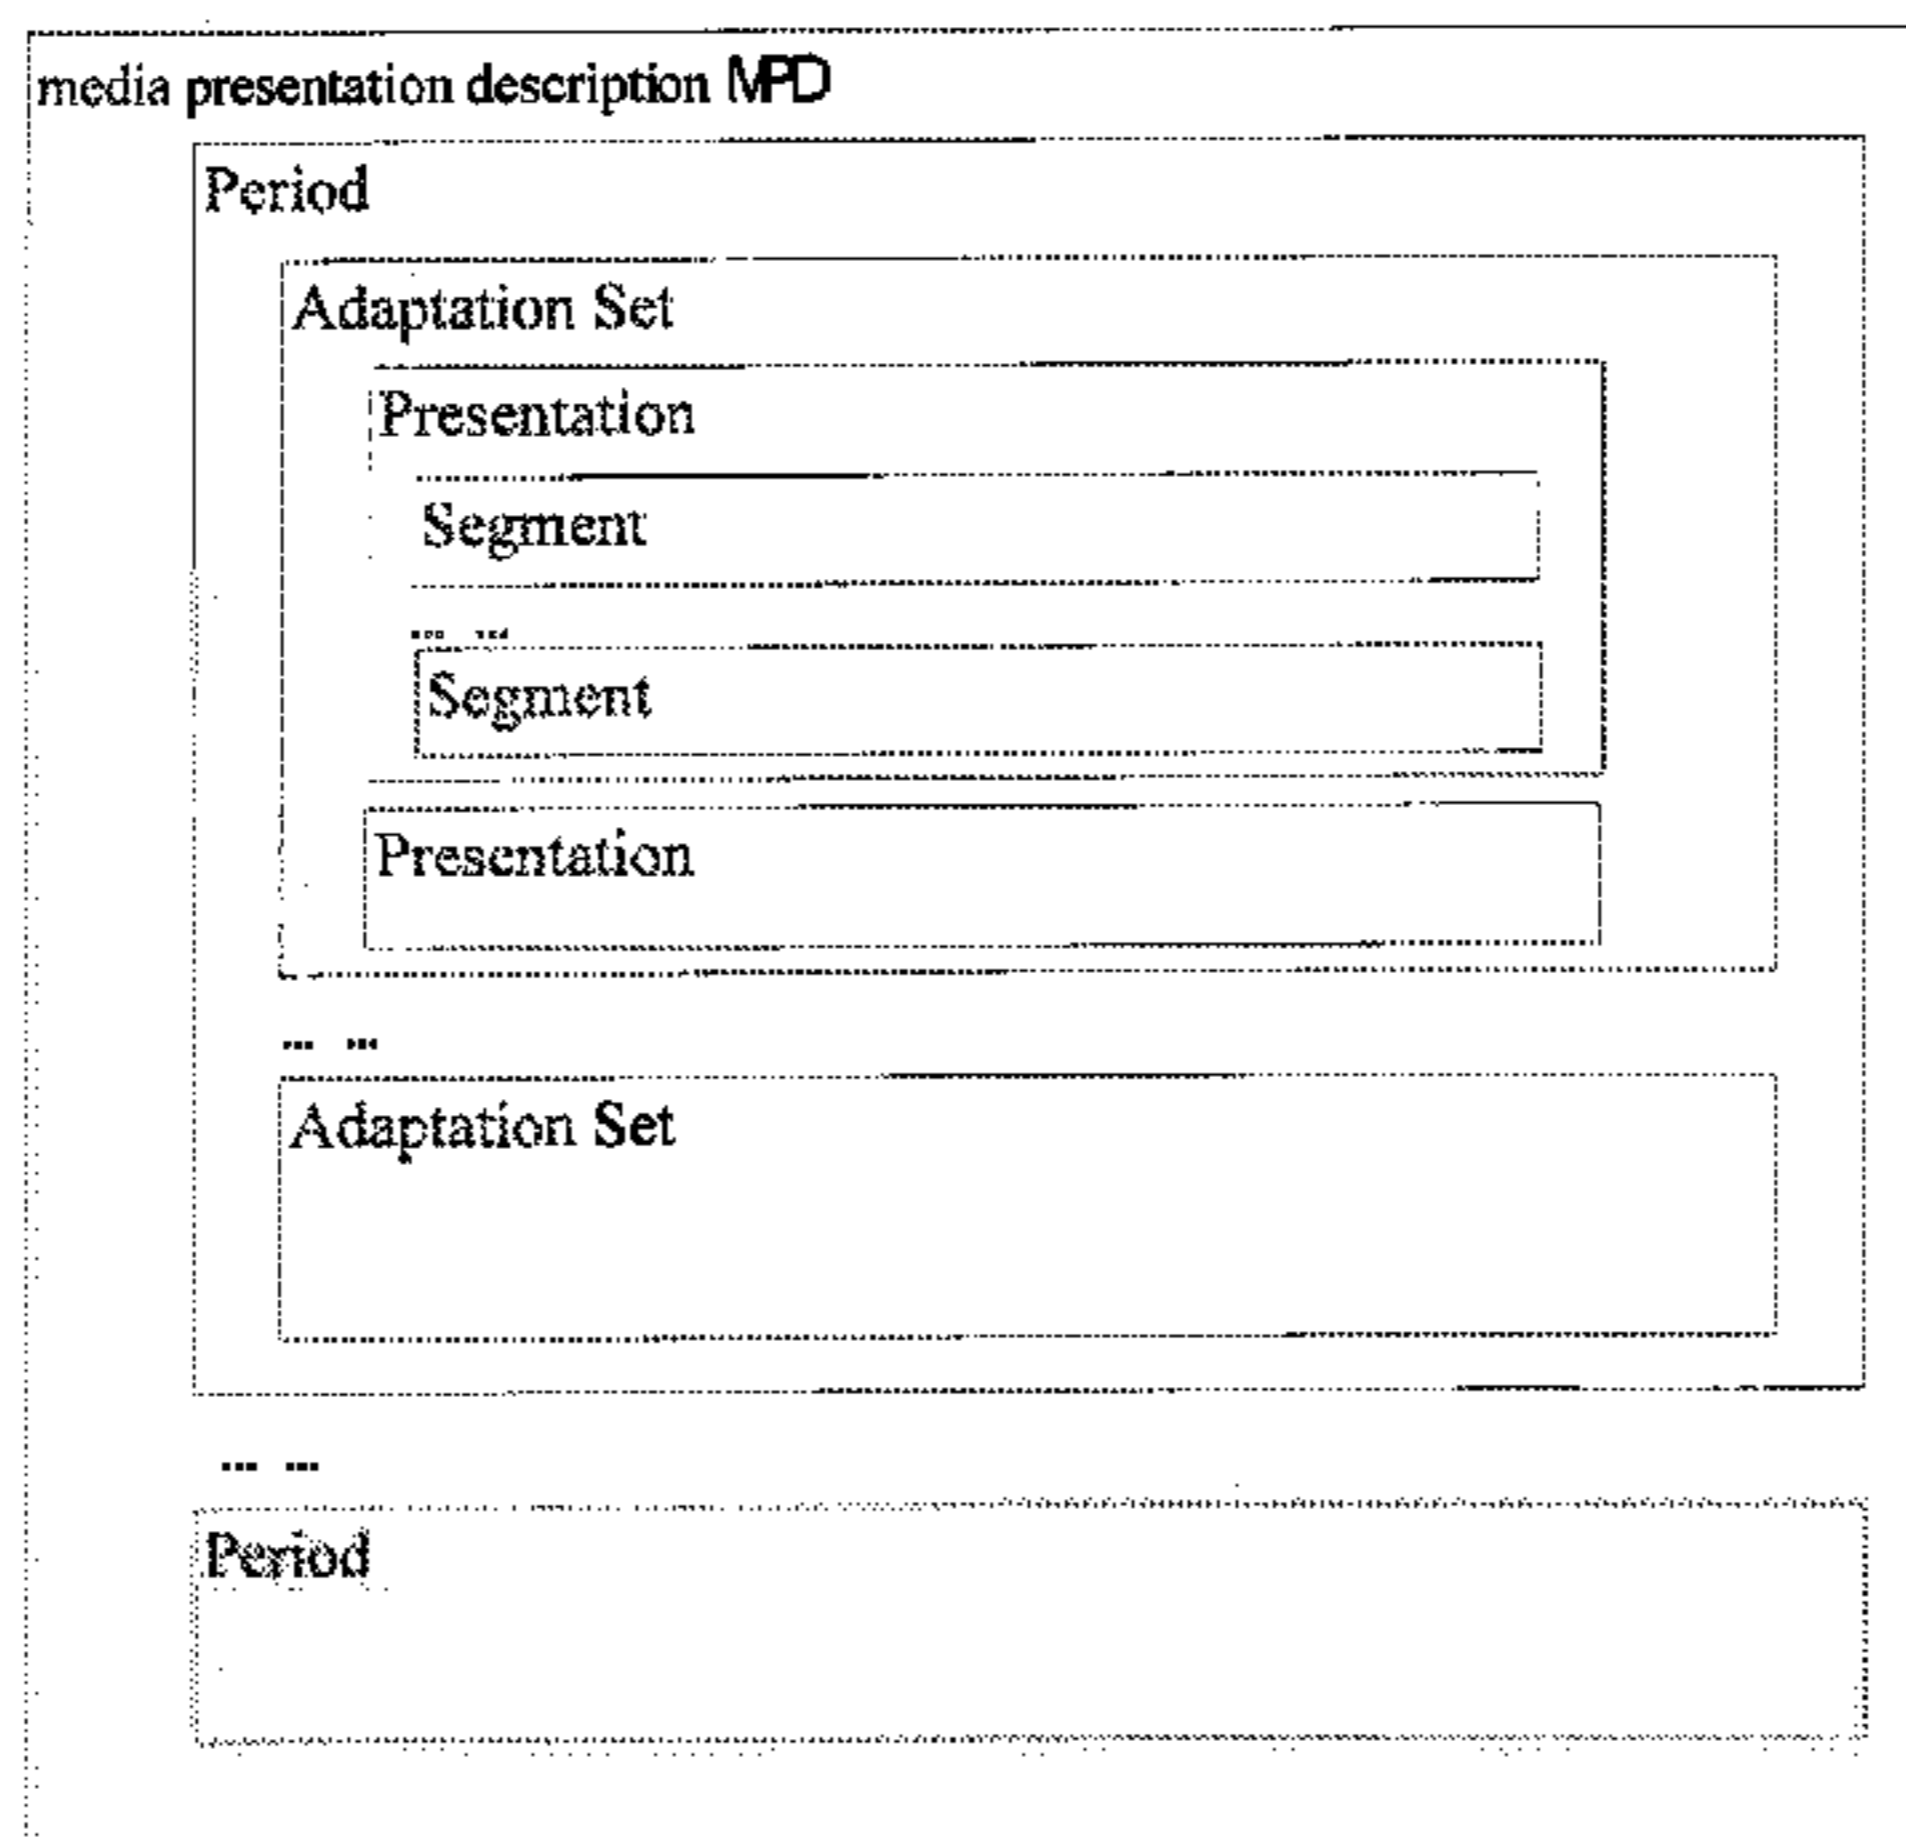 media presentation description MPD
Period
Adaptation Set
Presentation
Segment
... ...
Segment
Presentation
... ...
Adaptation Set
... ...
Period